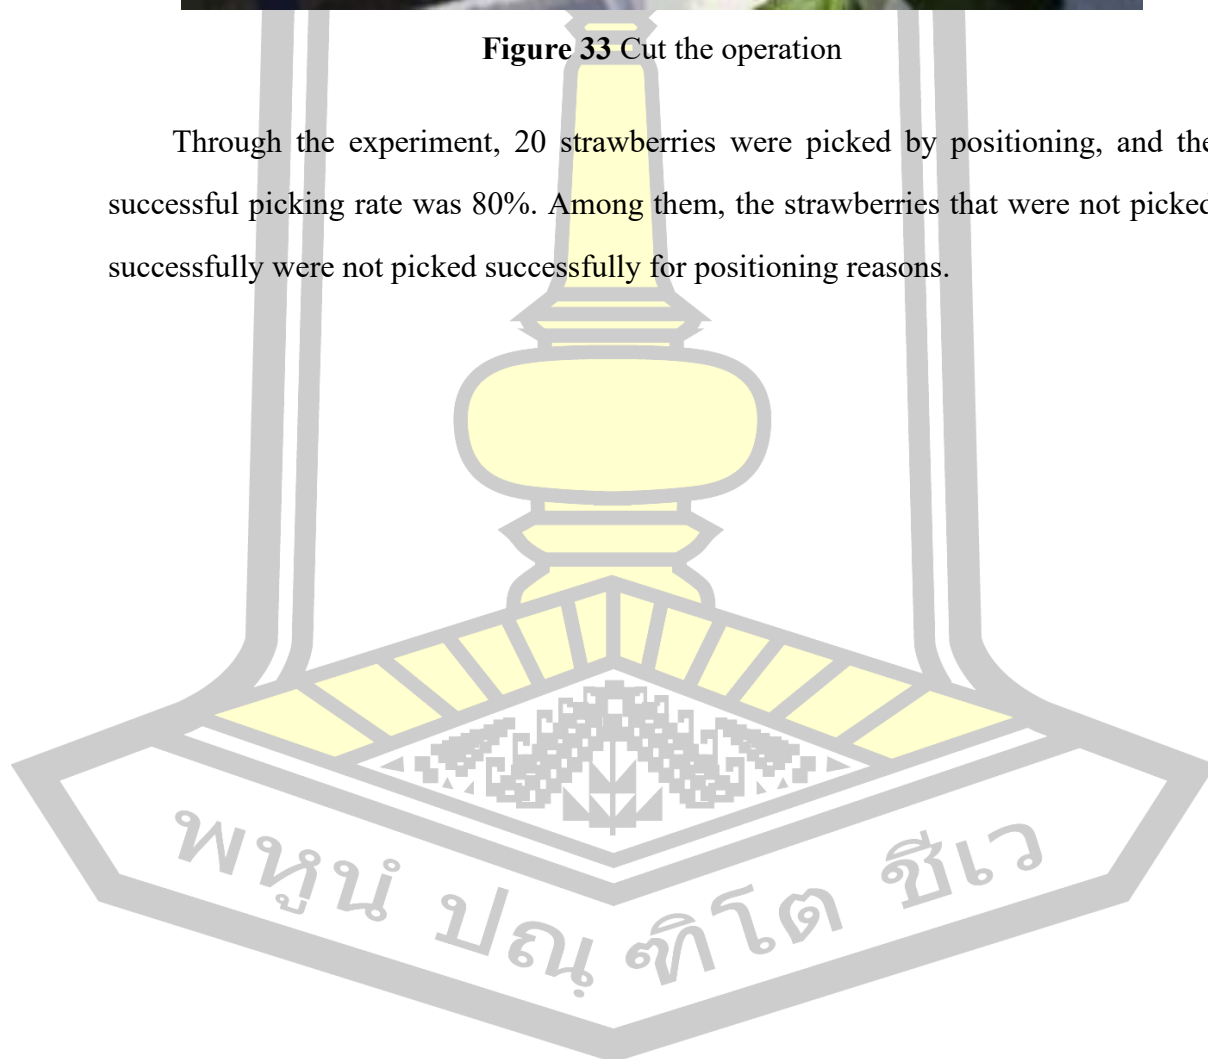 Figure 33 Cut the operation
Through the experiment, 20 strawberries were picked by positioning, and the
successful picking rate was 80%. Among them, the strawberries that were not picked
successfully were not picked successfully for positioning reasons.
พหูนํ ปณฺฑิโต ชีเว